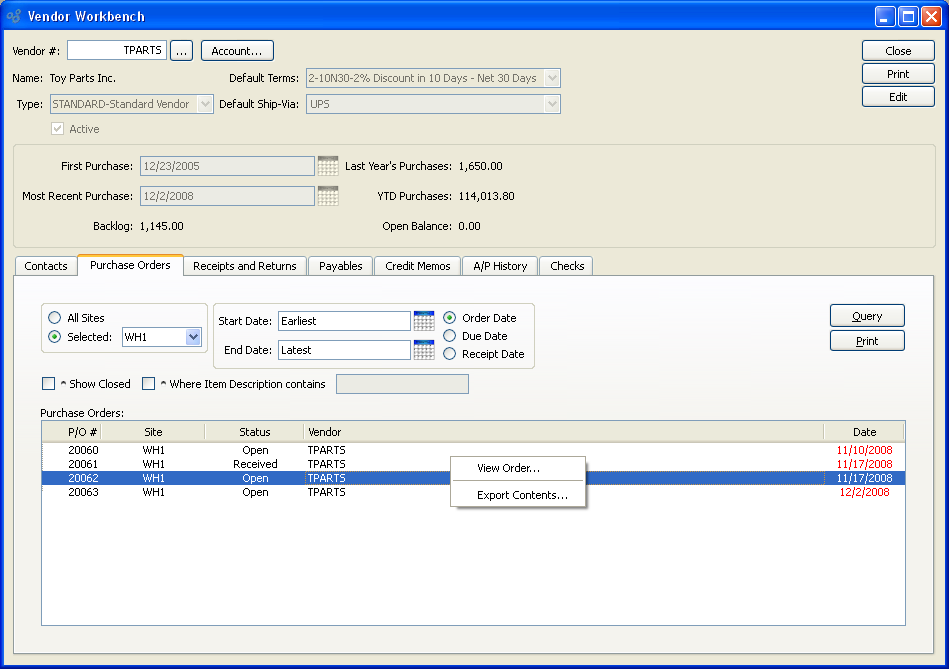 Vendor Workbench
Vendor #: TPARTS ... Account... Close
Print
Name: Toy Parts Inc. Default Terms: 2-10N30-2% Discount in 10 Days - Net 30 Days
Type: STANDARD-Standard Vendor Default Ship-Via: UPS Edit
Active
First Purchase: 12/23/2005 Last Year's Purchases: 1,650.00
Most Recent Purchase: 12/2/2008 YTD Purchases: 114,013.80
Backlog: 1,145.00 Open Balance: 0.00
Contacts Purchase Orders Receipts and Returns Payables Credit Memos A/P History Checks
All Sites Start Date: Earliest Order Date Query
Selected: WH1 Due Date Print
End Date: Latest Receipt Date
^ Show Closed ^ Where Item Description contains
Purchase Orders:
P/O # Site Status Vendor Date
20060 WH1 Open TPARTS 11/10/2008
20061 WH1 Received TPARTS 11/17/2008
20062 WH1 Open TPARTS 11/17/2008
20063 WH1 Open TPARTS 12/2/2008
View Order...
Export Contents...